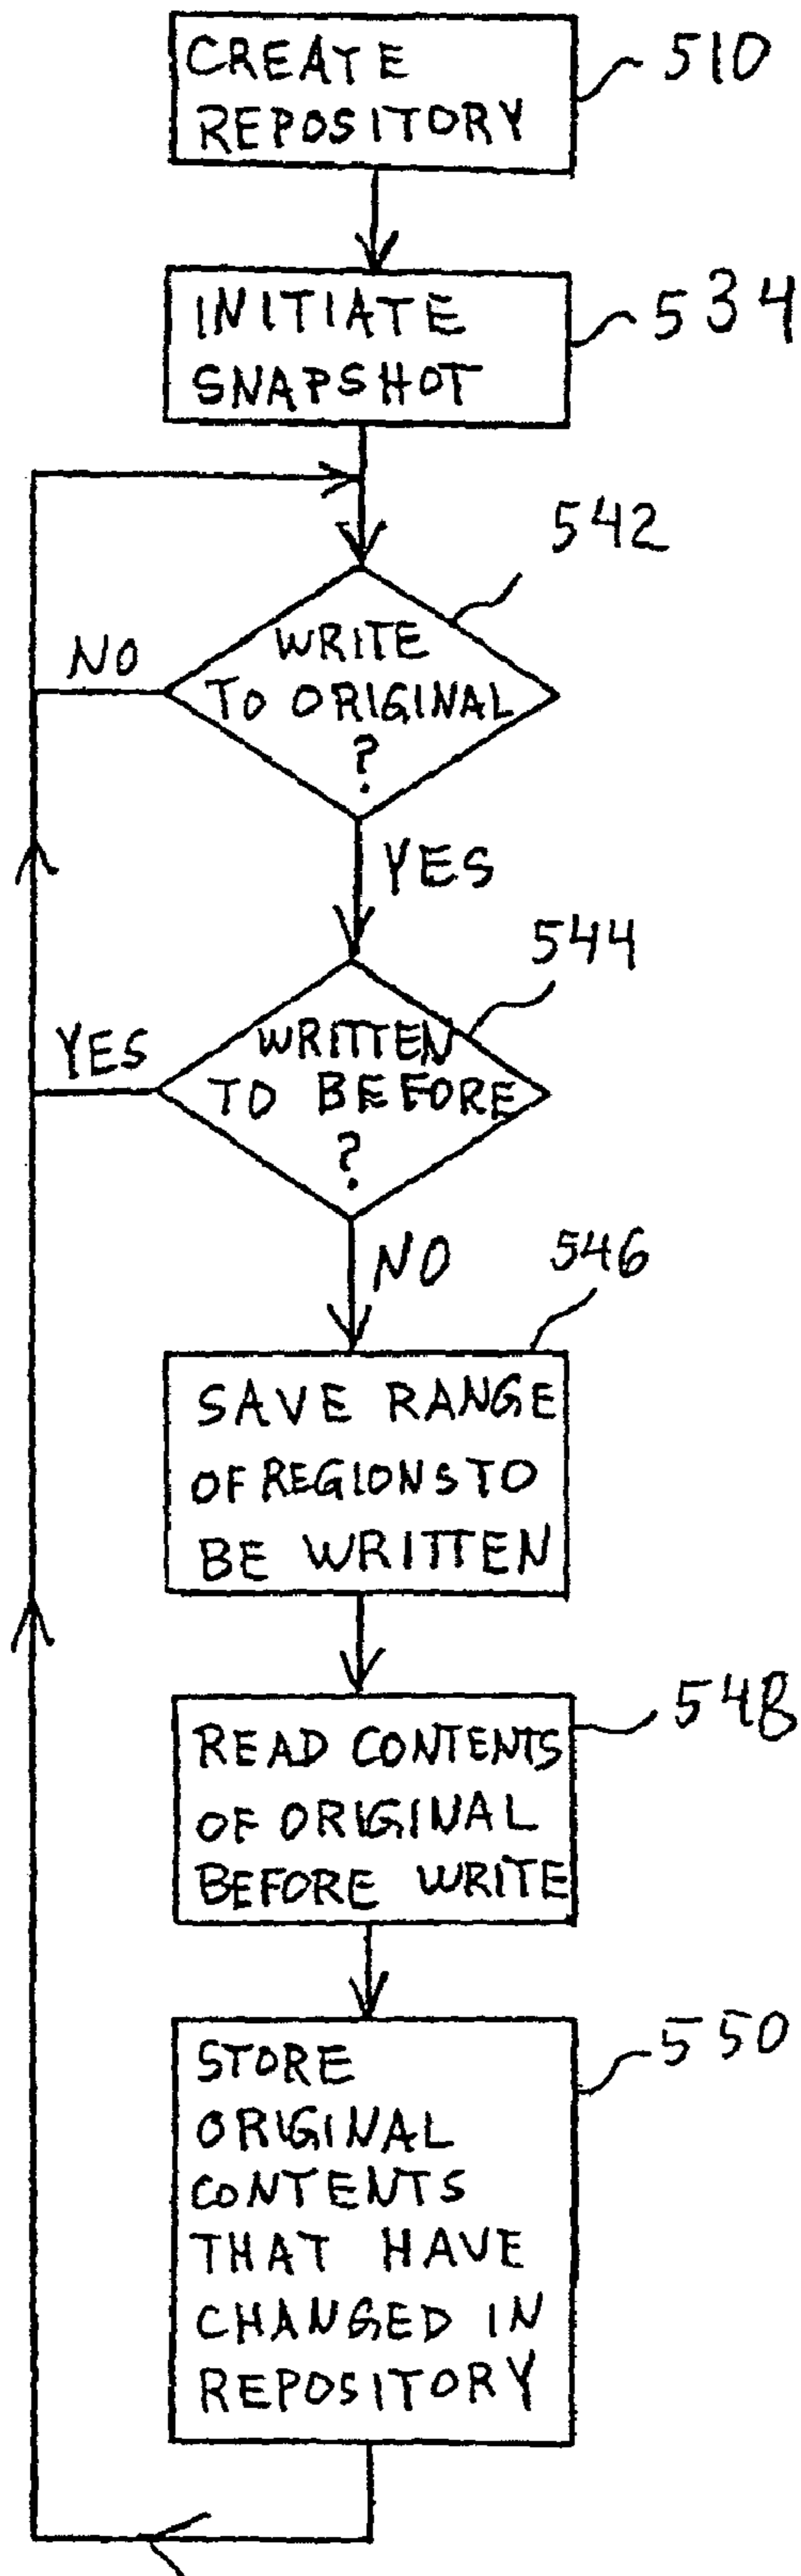 CREATE
REPOSITORY
510
INITIATE
SNAPSHOT
534
542
WRITE
TO ORIGINAL
?
NO
YES
544
WRITTEN
TO BEFORE
?
YES
NO
546
SAVE RANGE
OF REGIONS TO
BE WRITTEN
548
READ CONTENTS
OF ORIGINAL
BEFORE WRITE
550
STORE
ORIGINAL
CONTENTS
THAT HAVE
CHANGED IN
REPOSITORY